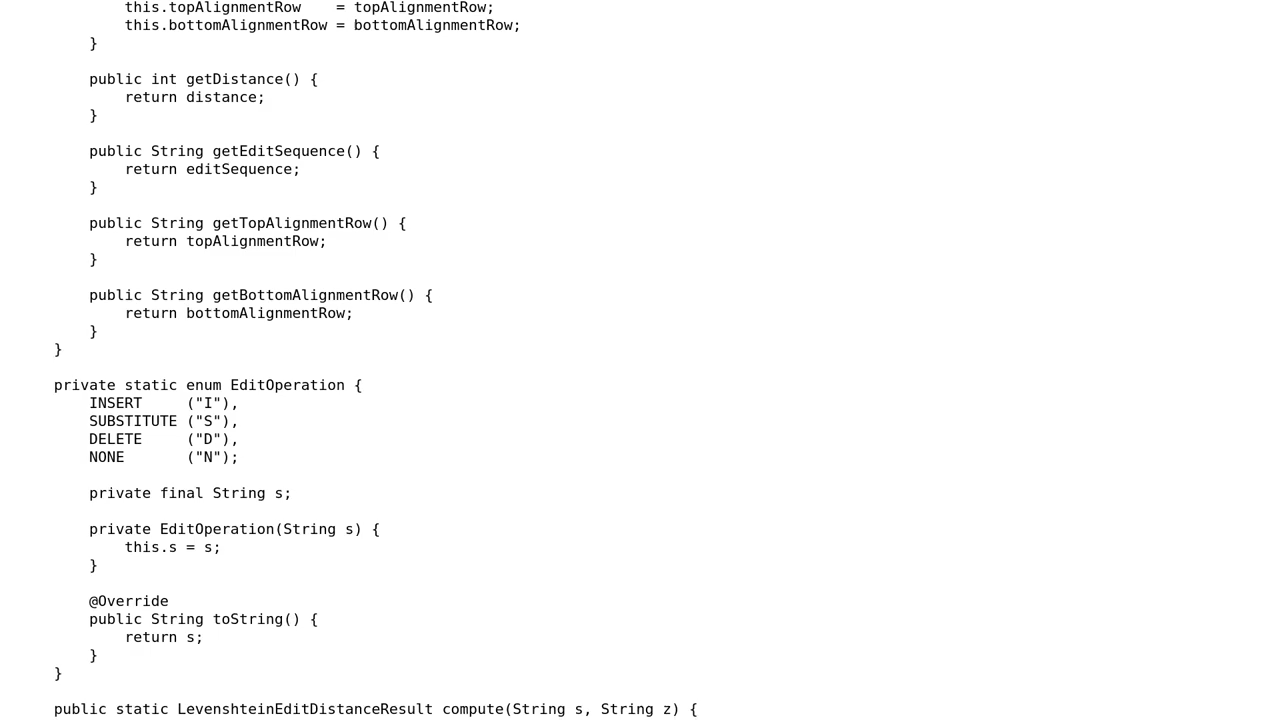 this.topAlignmentRow    = topAlignmentRow;
        this.bottomAlignmentRow = bottomAlignmentRow;
    }

    public int getDistance() {
        return distance;
    }

    public String getEditSequence() {
        return editSequence;
    }

    public String getTopAlignmentRow() {
        return topAlignmentRow;
    }

    public String getBottomAlignmentRow() {
        return bottomAlignmentRow;
    }
}

private static enum EditOperation {
    INSERT     ("I"),
    SUBSTITUTE ("S"),
    DELETE     ("D"),
    NONE       ("N");

    private final String s;

    private EditOperation(String s) {
        this.s = s;
    }

    @Override
    public String toString() {
        return s;
    }
}

public static LevenshteinEditDistanceResult compute(String s, String z) {